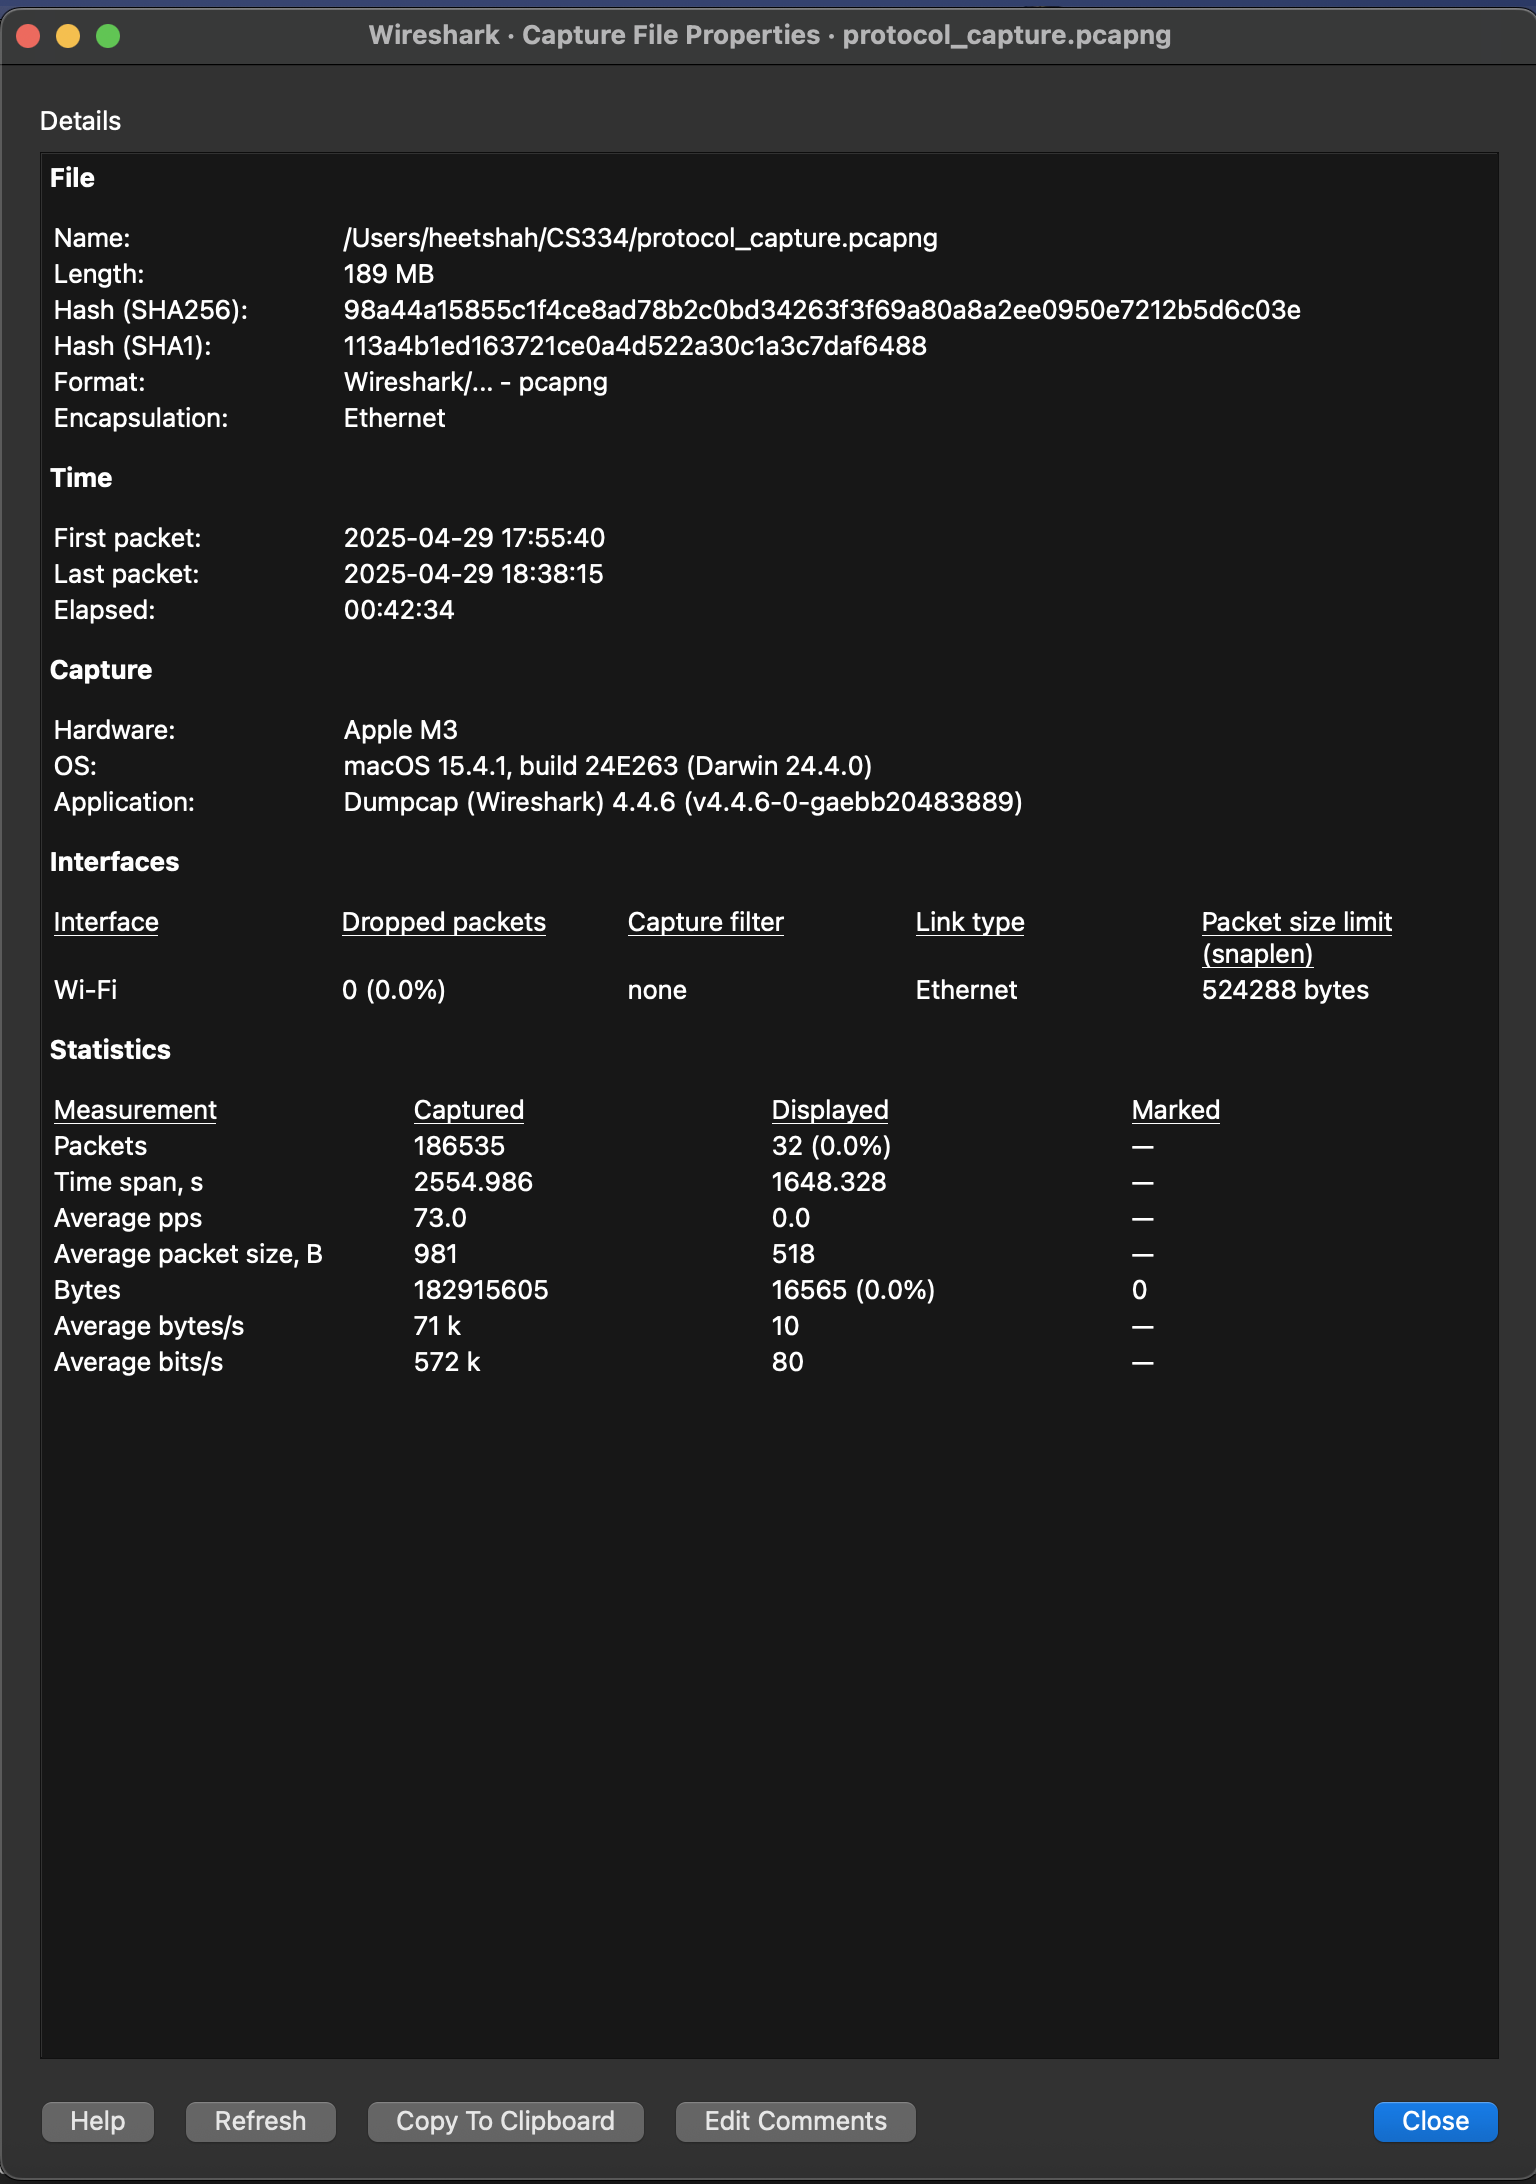 Wireshark · Capture File Properties · protocol_capture.pcapng
Details
File
Name: /Users/heetshah/CS334/protocol_capture.pcapng
Length: 189 MB
Hash (SHA256): 98a44a15855c1f4ce8ad78b2c0bd34263f3f69a80a8a2ee0950e7212b5d6c03e
Hash (SHA1): 113a4b1ed163721ce0a4d522a30c1a3c7daf6488
Format: Wireshark/... - pcapng
Encapsulation: Ethernet
Time
First packet: 2025-04-29 17:55:40
Last packet: 2025-04-29 18:38:15
Elapsed: 00:42:34
Capture
Hardware: Apple M3
OS: macOS 15.4.1, build 24E263 (Darwin 24.4.0)
Application: Dumpcap (Wireshark) 4.4.6 (v4.4.6-0-gaebb20483889)
Interfaces
Interface Dropped packets Capture filter Link type Packet size limit
(snaplen)
Wi-Fi 0 (0.0%) none Ethernet 524288 bytes
Statistics
Measurement Captured Displayed Marked
Packets 186535 32 (0.0%) —
Time span, s 2554.986 1648.328 —
Average pps 73.0 0.0 —
Average packet size, B 981 518 —
Bytes 182915605 16565 (0.0%) 0
Average bytes/s 71 k 10 —
Average bits/s 572 k 80 —
Help Refresh Copy To Clipboard Edit Comments Close